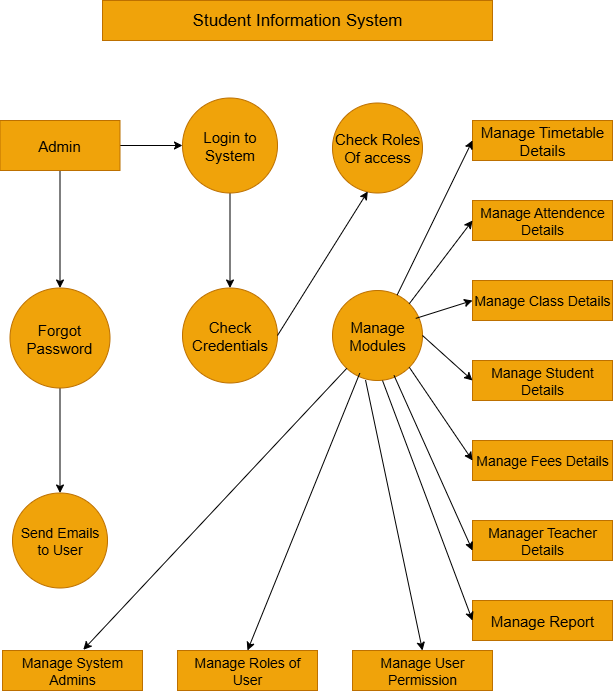 Student Information System
Admin
Login to
System
Check Roles
Of access
Manage Timetable
Details
Manage Attendence
Details
Manage Class Details
Forgot
Password
Check
Credentials
Manage
Modules
Manage Student
Details
Manage Fees Details
Send Emails
to User
Manager Teacher
Details
Manage Report
Manage System
Admins
Manage Roles of
User
Manage User
Permission